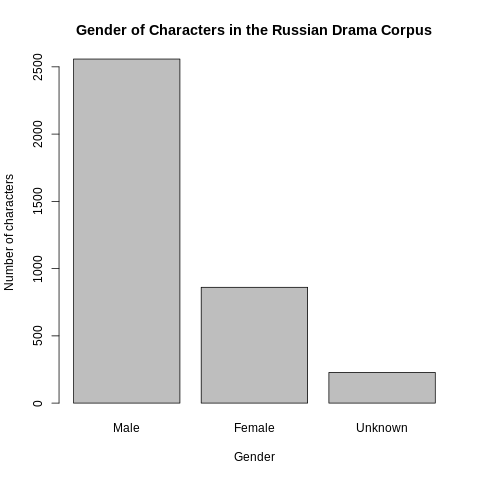 Gender of Characters in the Russian Drama Corpus
Number of characters
2500
2000
1500
1000
500
0
Male Female Unknown
Gender